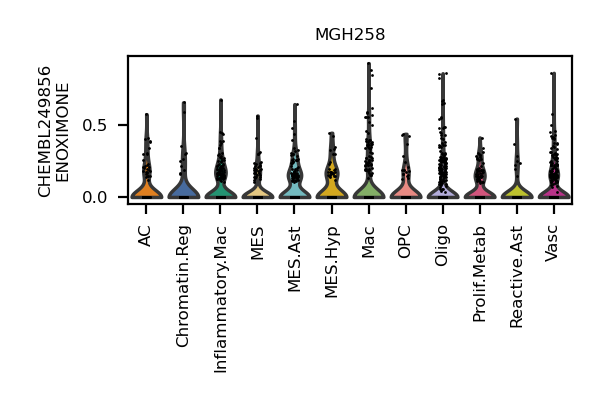 MGH258
CHEMBL249856
ENOXIMONE
0.5
0.0
AC
Chromatin.Reg
Inflammatory.Mac
MES
MES.Ast
MES.Hyp
Mac
OPC
Oligo
Prolif.Metab
Reactive.Ast
Vasc